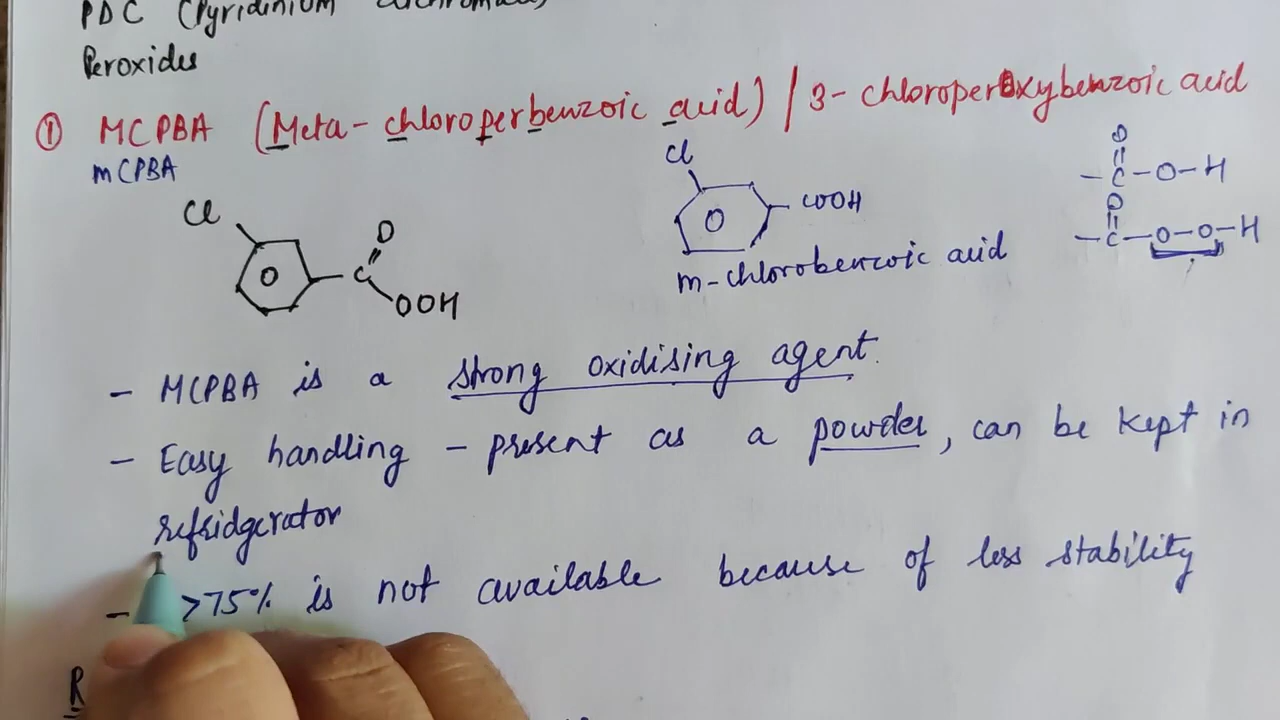 PDC (Pyridinium
Peroxides
① MCPBA (Meta-chloroperbenzoic acid) / 3-chloroperoxybenzoic acid
mCPBA
Cl
O
C
OOH
Cl
COOH
m-chlorobenzoic acid
O
-C-O-H
O
-C-O-O-H
- MCPBA is a strong oxidising agent.
- Easy handling - present as a powder, can be kept in
refridgerator
- >75% is not available because of less stability
R